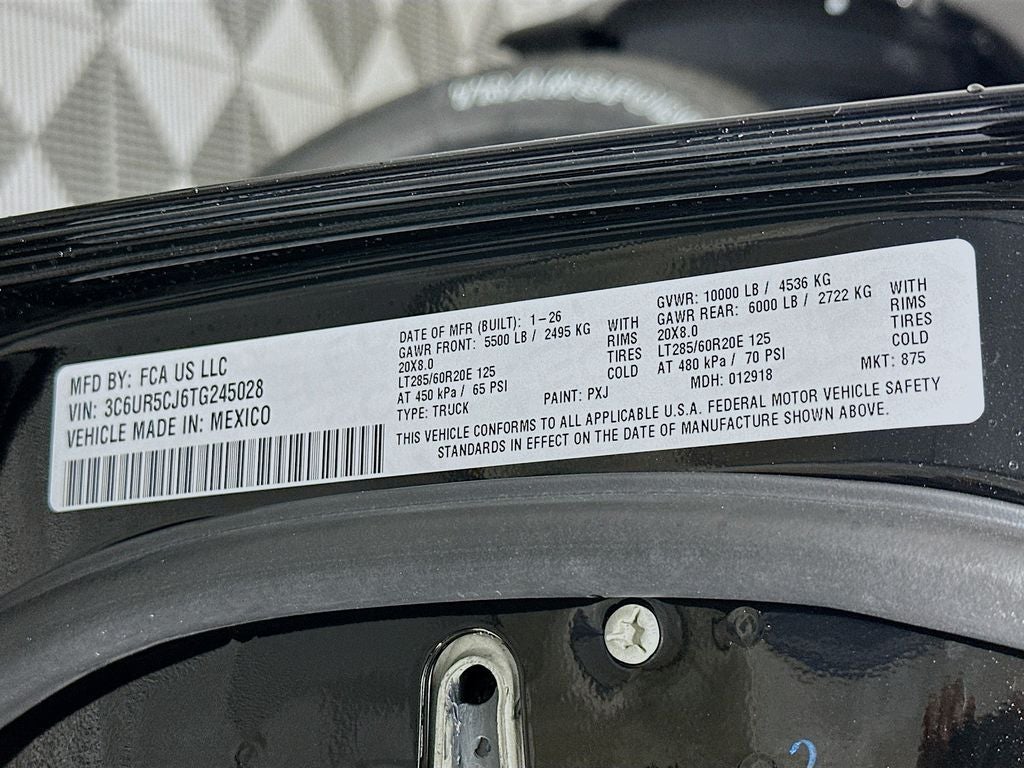 TRANSFO
MFD BY: FCA US LLC
VIN: 3C6UR5CJ6TG245028
VEHICLE MADE IN: MEXICO
DATE OF MFR (BUILT): 1-26
GAWR FRONT: 5500 LB / 2495 KG WITH
20X8.0 RIMS
LT285/60R20E 125 TIRES
AT 450 kPa / 65 PSI COLD
TYPE: TRUCK PAINT: PXJ
GVWR: 10000 LB / 4536 KG
GAWR REAR: 6000 LB / 2722 KG WITH
20X8.0 RIMS
LT285/60R20E 125 TIRES
AT 480 kPa / 70 PSI COLD
MDH: 012918 MKT: 875
THIS VEHICLE CONFORMS TO ALL APPLICABLE U.S.A. FEDERAL MOTOR VEHICLE SAFETY
STANDARDS IN EFFECT ON THE DATE OF MANUFACTURE SHOWN ABOVE.
2